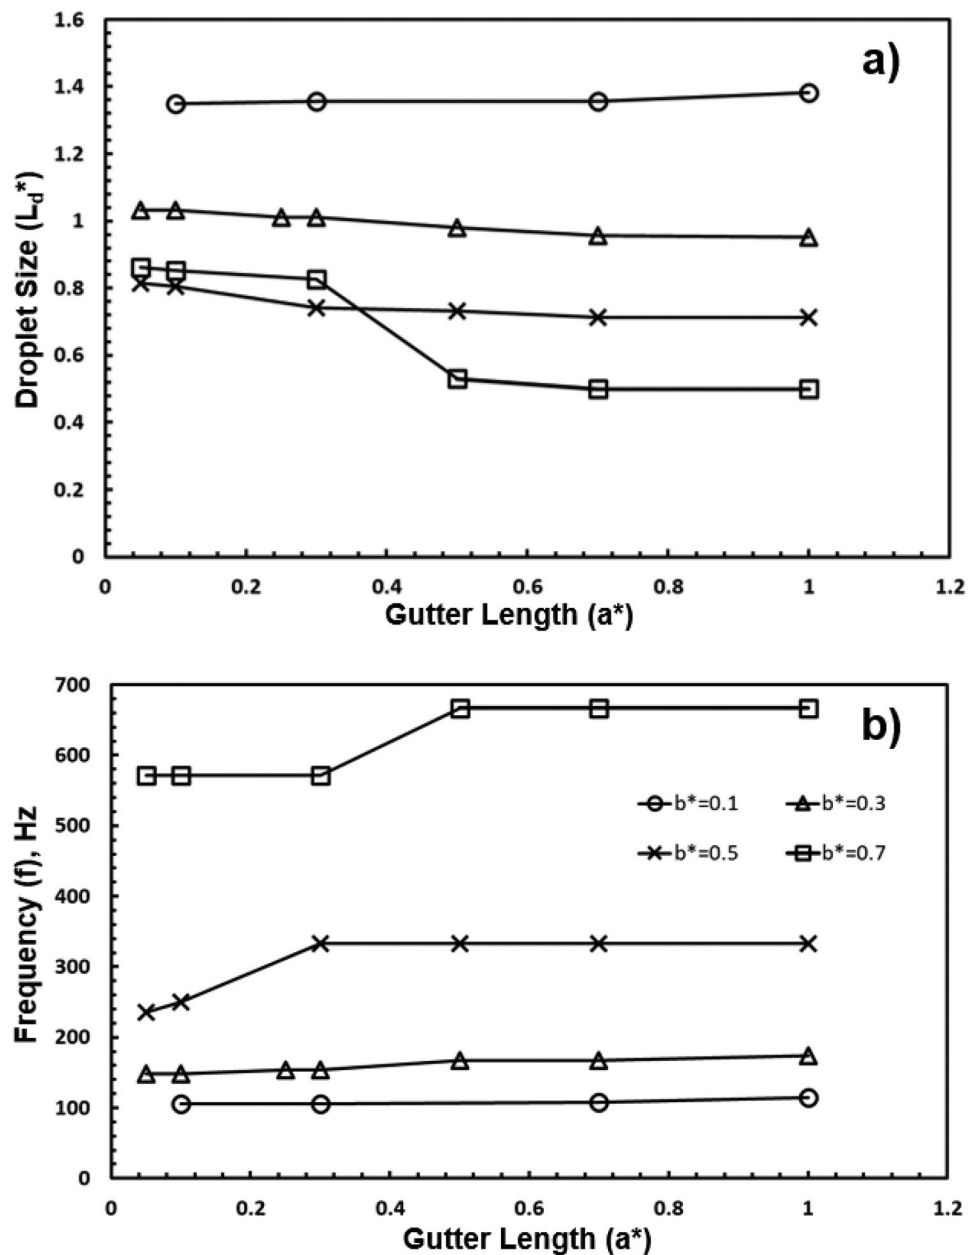 a)
1.6
1.4
1.2
1
0.8
0.6
0.4
0.2
0
Droplet Size (Ld*)
0 0.2 0.4 0.6 0.8 1 1.2
Gutter Length (a*)
b)
700
600
500
400
300
200
100
0
Frequency (f), Hz
b*=0.1 b*=0.3
b*=0.5 b*=0.7
0 0.2 0.4 0.6 0.8 1 1.2
Gutter Length (a*)